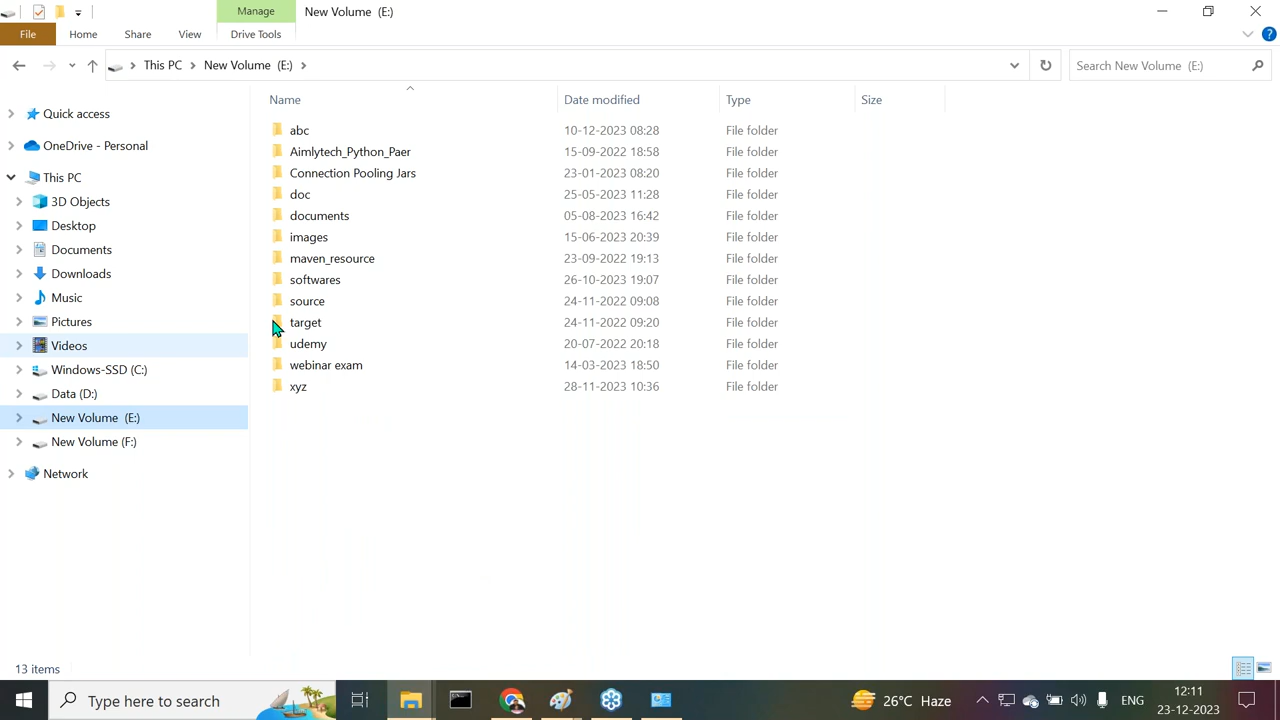 Manage New Volume (E:)
File Home Share View Drive Tools
This PC New Volume (E:) Search New Volume (E:)
Name Date modified Type Size
Quick access
OneDrive - Personal
This PC
3D Objects
Desktop
Documents
Downloads
Music
Pictures
Videos
Windows-SSD (C:)
Data (D:)
New Volume (E:)
New Volume (F:)
Network
abc 10-12-2023 08:28 File folder
Aimlytech_Python_Paer 15-09-2022 18:58 File folder
Connection Pooling Jars 23-01-2023 08:20 File folder
doc 25-05-2023 11:28 File folder
documents 05-08-2023 16:42 File folder
images 15-06-2023 20:39 File folder
maven_resource 23-09-2022 19:13 File folder
softwares 26-10-2023 19:07 File folder
source 24-11-2022 09:08 File folder
target 24-11-2022 09:20 File folder
udemy 20-07-2022 20:18 File folder
webinar exam 14-03-2023 18:50 File folder
xyz 28-11-2023 10:36 File folder
13 items
Type here to search 26°C Haze ENG 12:11
23-12-2023